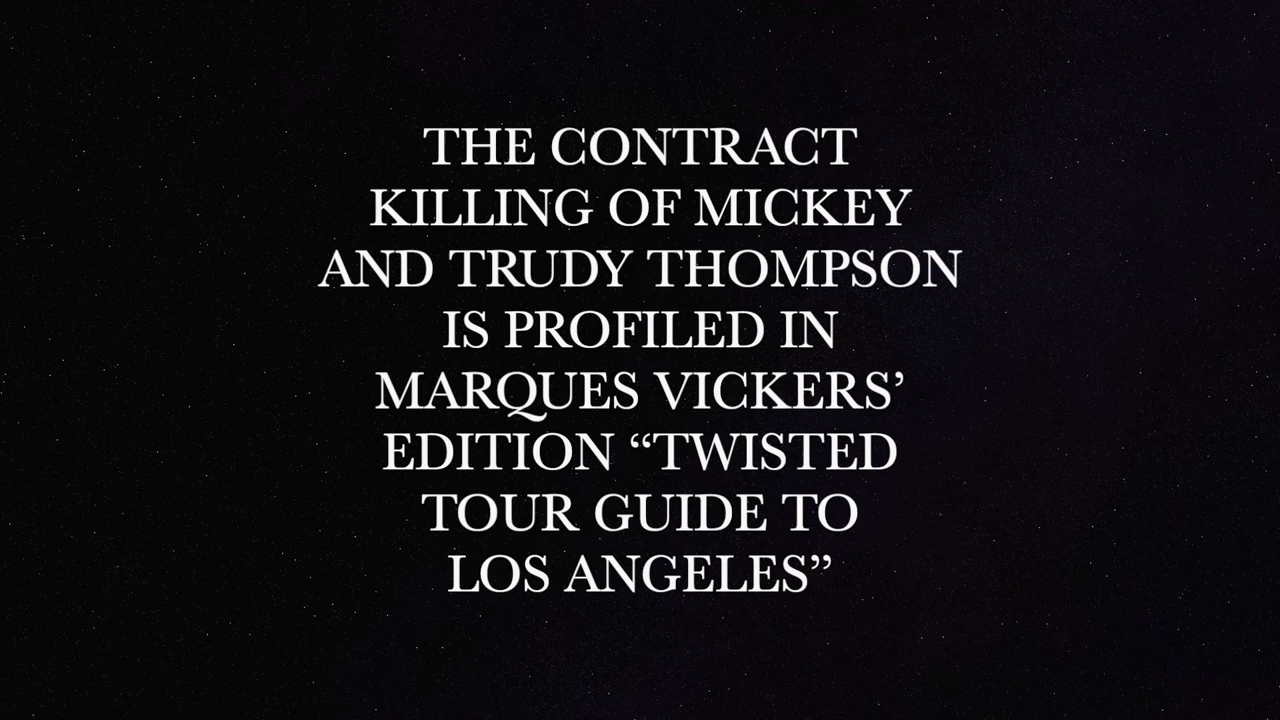 THE CONTRACT
KILLING OF MICKEY
AND TRUDY THOMPSON
IS PROFILED IN
MARQUES VICKERS’
EDITION “TWISTED
TOUR GUIDE TO
LOS ANGELES”